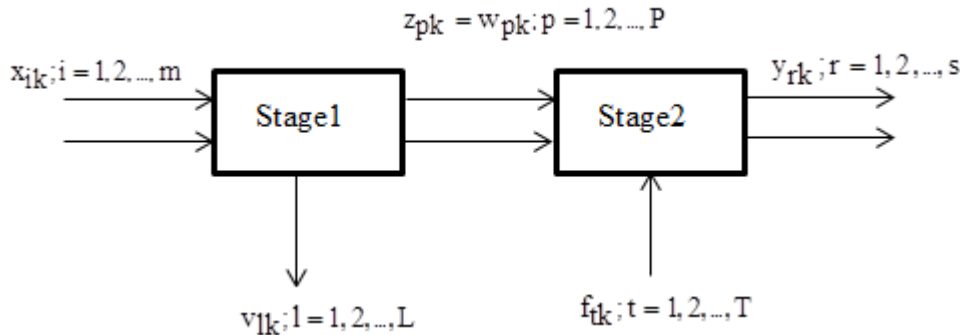 z_pk = w_pk; p = 1, 2, ..., P
x_ik; i = 1, 2, ..., m
y_rk; r = 1, 2, ..., s
Stage1
Stage2
v_lk; l = 1, 2, ..., L
f_tk; t = 1, 2, ..., T